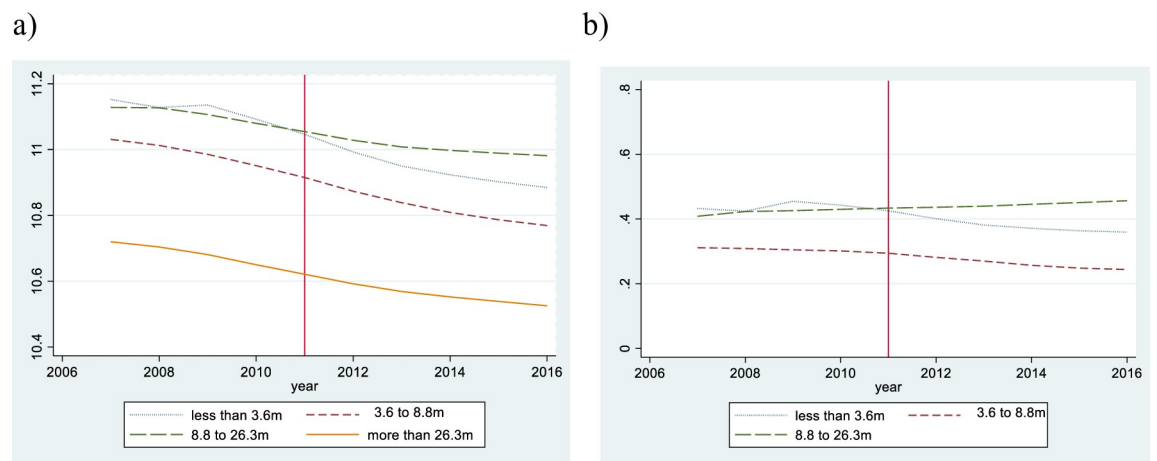 a)
b)
11.2
11
10.8
10.6
10.4
2006 2008 2010 2012 2014 2016
year
less than 3.6m 3.6 to 8.8m
8.8 to 26.3m more than 26.3m
.8
.6
.4
.2
0
2006 2008 2010 2012 2014 2016
year
less than 3.6m 3.6 to 8.8m
8.8 to 26.3m